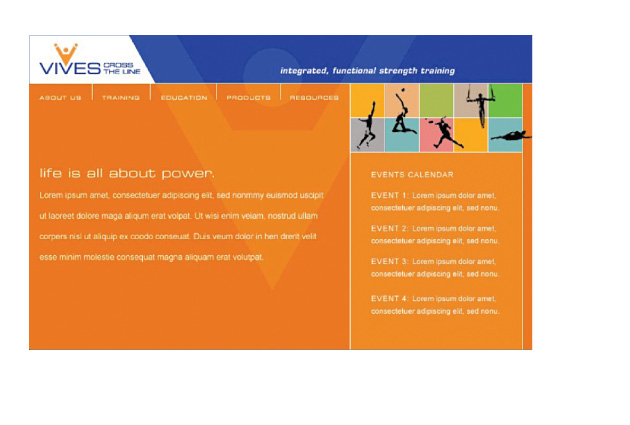 VIVES CROSS
THE LINE
integrated, functional strength training
ABOUT US TRAINING EDUCATION PRODUCTS RESOURCES
life is all about power.
Lorem ipsum amet, consectetuer adipiscing elit, sed nonmmy euismod uscipit
ut laoreet dolore maga aliqum erat volpat. Ut wisi enim veiam, nostrud ullam
corpers nisl ut aliquip ex coodo conseuat. Duis veum dolor in hen drerit velit
esse minim molestie consequat magna aliquam erat volutpat.
EVENTS CALENDAR
EVENT 1: Lorem ipsum dolor amet,
consectetuer adipiscing elit, sed nonu.
EVENT 2: Lorem ipsum dolor amet,
consectetuer adipiscing elit, sed nonu.
EVENT 3: Lorem ipsum dolor amet,
consectetuer adipiscing elit, sed nonu.
EVENT 4: Lorem ipsum dolor amet,
consectetuer adipiscing elit, sed nonu.